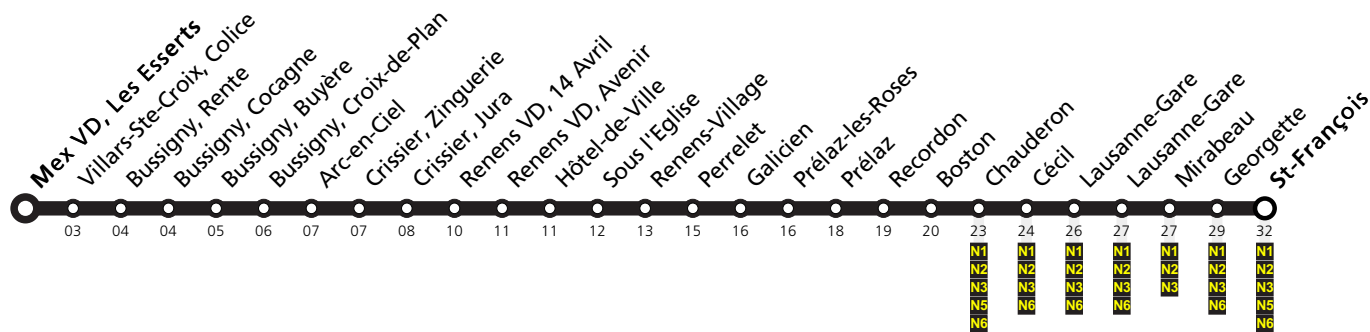 Mex VD, Les Esserts
Villars-Ste-Croix, Colice
Bussigny, Rente
Bussigny, Cocagne
Bussigny, Buyère
Bussigny, Croix-de-Plan
Arc-en-Ciel
Crissier, Zinguerie
Crissier, Jura
Renens VD, 14 Avril
Renens VD, Avenir
Hôtel-de-Ville
Sous l'Eglise
Renens-Village
Perrelet
Galicien
Prélaz-les-Roses
Prélaz
Recordon
Boston
Chauderon
Cécil
Lausanne-Gare
Lausanne-Gare
Mirabeau
Georgette
St-François
03 04 04 05 06 07 07 08 10 11 11 12 13 15 16 16 18 19 20 23 24 26 27 27 29 32
N1 N1 N1 N1 N1 N1 N1
N2 N2 N2 N2 N2 N2 N2
N3 N3 N3 N3 N3 N3 N3
N5 N6 N6 N6 N6 N5
N6 N6